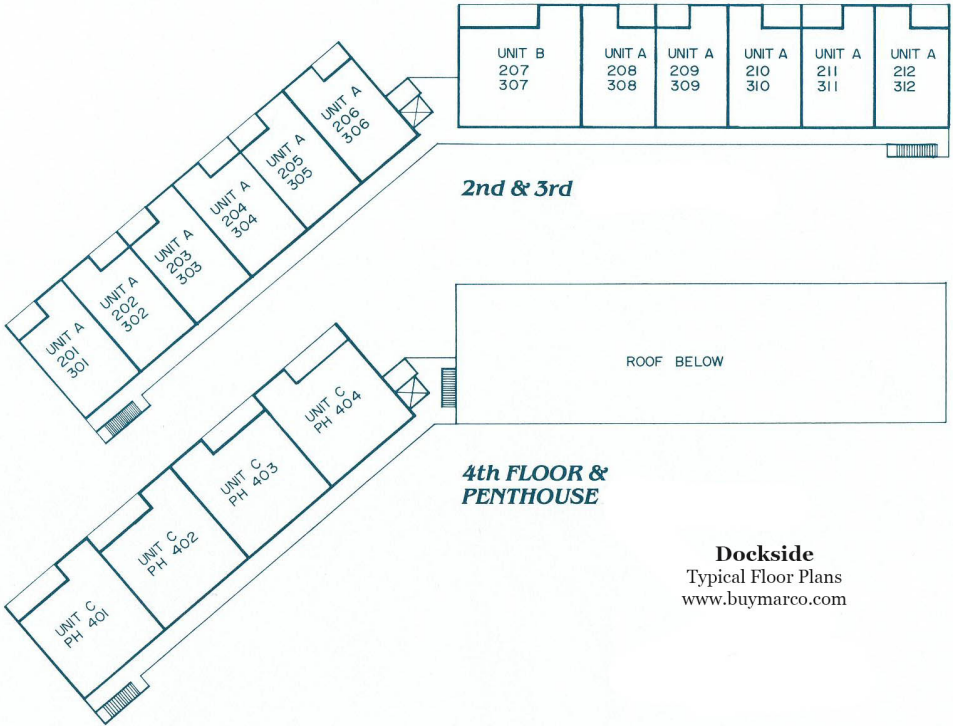 UNIT B
207
307
UNIT A
208
308
UNIT A
209
309
UNIT A
210
310
UNIT A
211
311
UNIT A
212
312
UNIT A
206
306
UNIT A
205
305
UNIT A
204
304
UNIT A
203
303
UNIT A
202
302
UNIT A
201
301
2nd & 3rd
ROOF BELOW
UNIT C
PH 404
UNIT C
PH 403
UNIT C
PH 402
UNIT C
PH 401
4th FLOOR &
PENTHOUSE
Dockside
Typical Floor Plans
www.buymarco.com